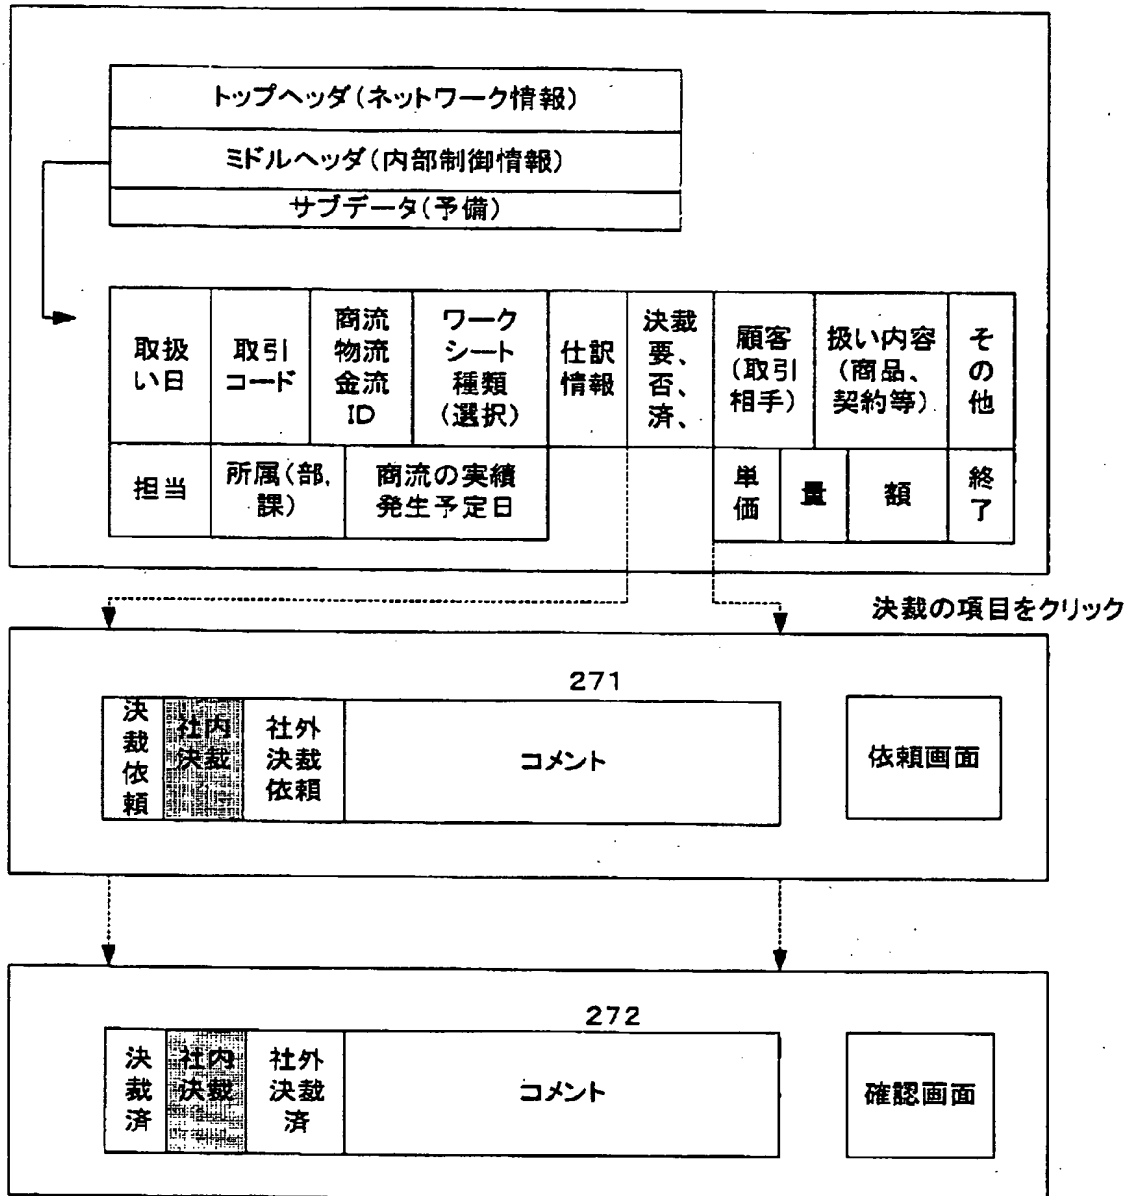 トップヘッダ(ネットワーク情報)
ミドルヘッダ(内部制御情報)
サブデータ(予備)
取扱
い日
取引
コード
商流
物流
金流
ID
ワーク
シート
種類
(選択)
仕訳
情報
決裁
要、
否、
済、
顧客
(取引
相手)
扱い内容
(商品、
契約等)
そ
の
他
担当
所属(部,
課)
商流の実績
発生予定日
単
価
量
額
終
了
決裁の項目をクリック
271
決
裁
依
頼
社内
決裁
社外
決裁
依頼
コメント
依頼画面
272
決
裁
済
社内
決裁
社外
決裁
済
コメント
確認画面